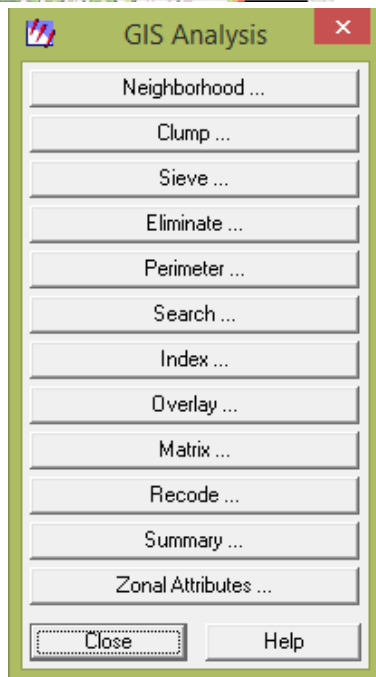 GIS Analysis
Neighborhood ...
Clump ...
Sieve ...
Eliminate ...
Perimeter ...
Search ...
Index ...
Overlay ...
Matrix ...
Recode ...
Summary ...
Zonal Attributes ...
Close Help